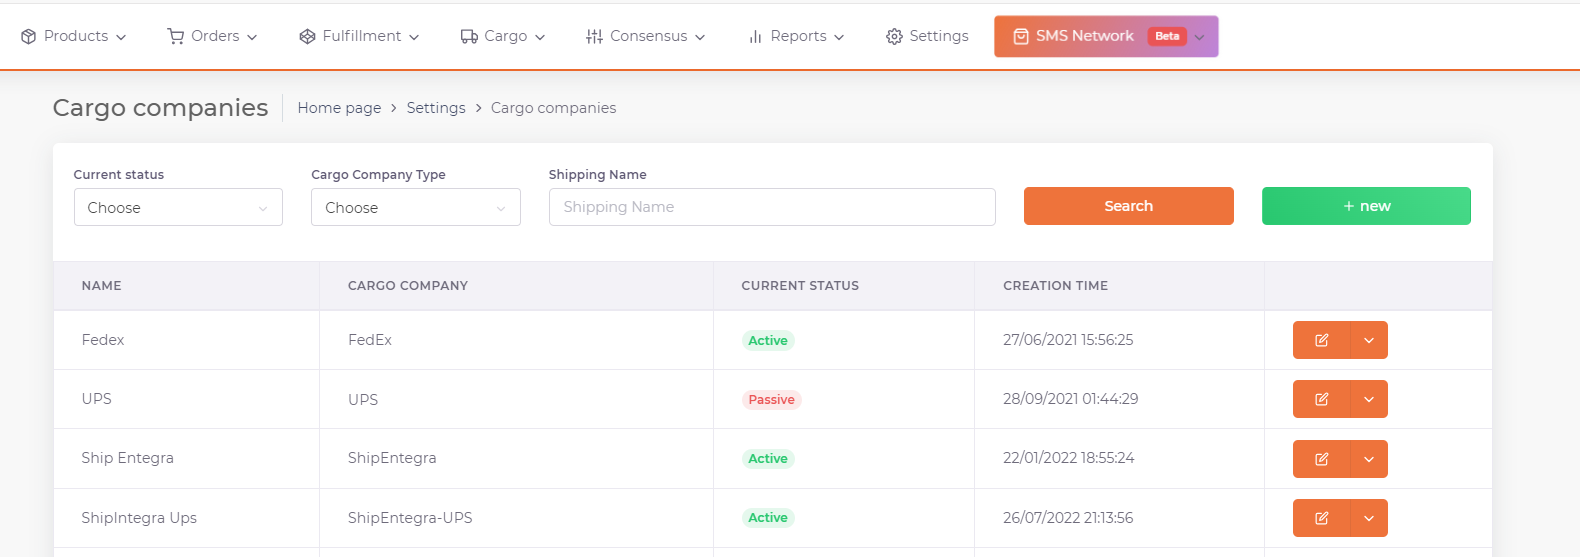 Products Orders Fulfillment Cargo Consensus Reports Settings SMS Network Beta
Cargo companies Home page > Settings > Cargo companies
Current status Cargo Company Type Shipping Name
Choose Choose Shipping Name Search + new
NAME CARGO COMPANY CURRENT STATUS CREATION TIME
Fedex FedEx Active 27/06/2021 15:56:25
UPS UPS Passive 28/09/2021 01:44:29
Ship Entegra ShipEntegra Active 22/01/2022 18:55:24
ShipIntegra Ups ShipEntegra-UPS Active 26/07/2022 21:13:56